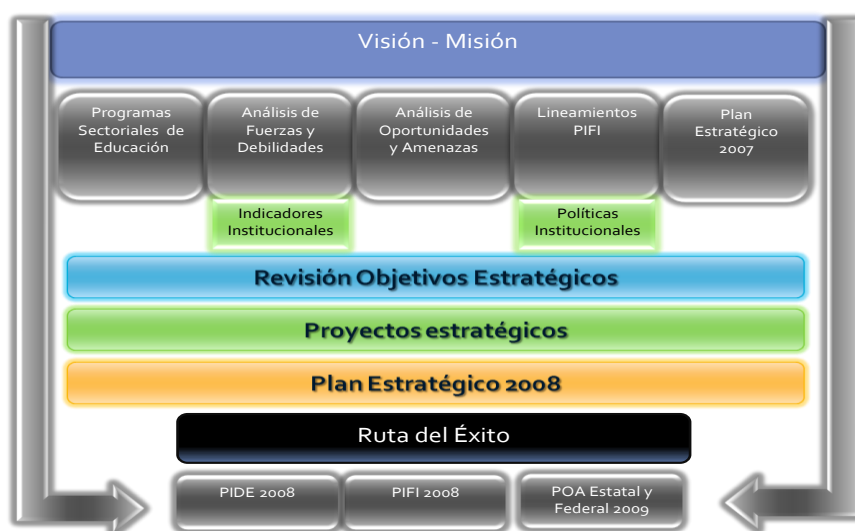 Visión - Misión
Programas
Sectoriales de
Educación
Análisis de
Fuerzas y
Debilidades
Análisis de
Oportunidades
y Amenazas
Lineamientos
PIFI
Plan
Estratégico
2007
Indicadores
Institucionales
Políticas
Institucionales
Revisión Objetivos Estratégicos
Proyectos estratégicos
Plan Estratégico 2008
Ruta del Éxito
PIDE 2008
PIFI 2008
POA Estatal y
Federal 2009